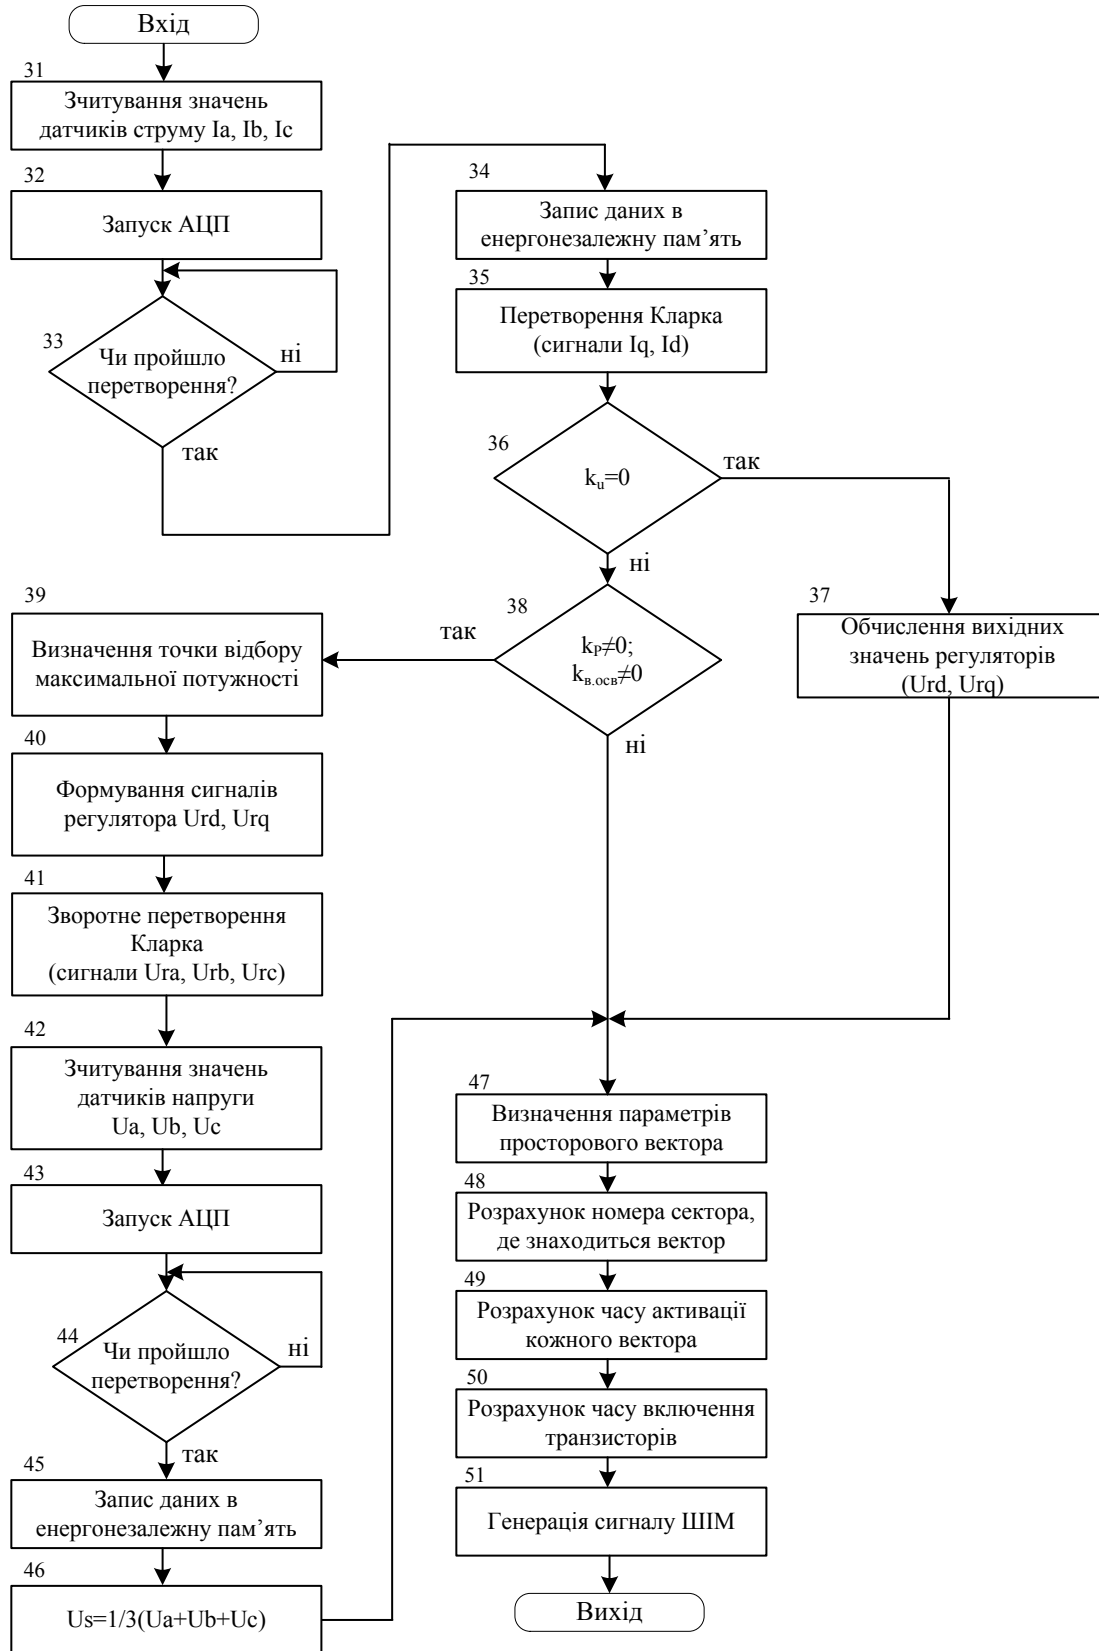 Вхід
31
Зчитування значень
датчиків струму Ia, Ib, Ic
32
Запуск АЦП
33
Чи пройшло
перетворення?
ні
так
34
Запис даних в
енергонезалежну пам’ять
35
Перетворення Кларка
(сигнали Iq, Id)
36
ku=0
так
ні
37
Обчислення вихідних
значень регуляторів
(Urd, Urq)
38
kP≠0;
kв.осв≠0
так
ні
39
Визначення точки відбору
максимальної потужності
40
Формування сигналів
регулятора Urd, Urq
41
Зворотне перетворення
Кларка
(сигнали Ura, Urb, Urc)
42
Зчитування значень
датчиків напруги
Ua, Ub, Uc
43
Запуск АЦП
44
Чи пройшло
перетворення?
ні
так
45
Запис даних в
енергонезалежну пам’ять
46
Us=1/3(Ua+Ub+Uc)
47
Визначення параметрів
просторового вектора
48
Розрахунок номера сектора,
де знаходиться вектор
49
Розрахунок часу активації
кожного вектора
50
Розрахунок часу включення
транзисторів
51
Генерація сигналу ШІМ
Вихід